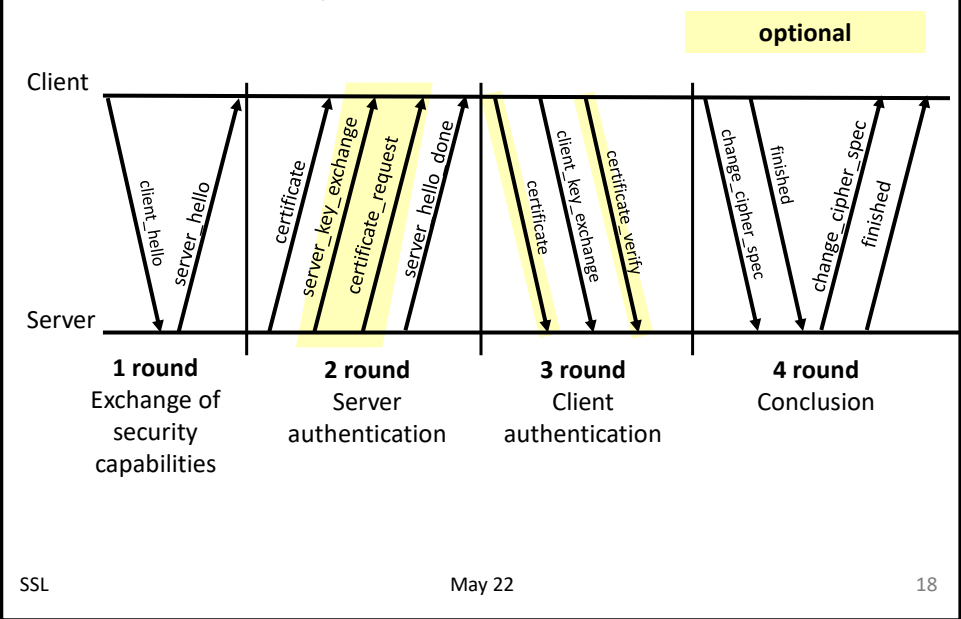 optional
Client
client_hello
server_hello
certificate
server_key_exchange
certificate_request
server_hello_done
certificate
client_key_exchange
certificate_verify
change_cipher_spec
finished
change_cipher_spec
finished
Server
1 round
Exchange of
security
capabilities
2 round
Server
authentication
3 round
Client
authentication
4 round
Conclusion
SSL
May 22
18